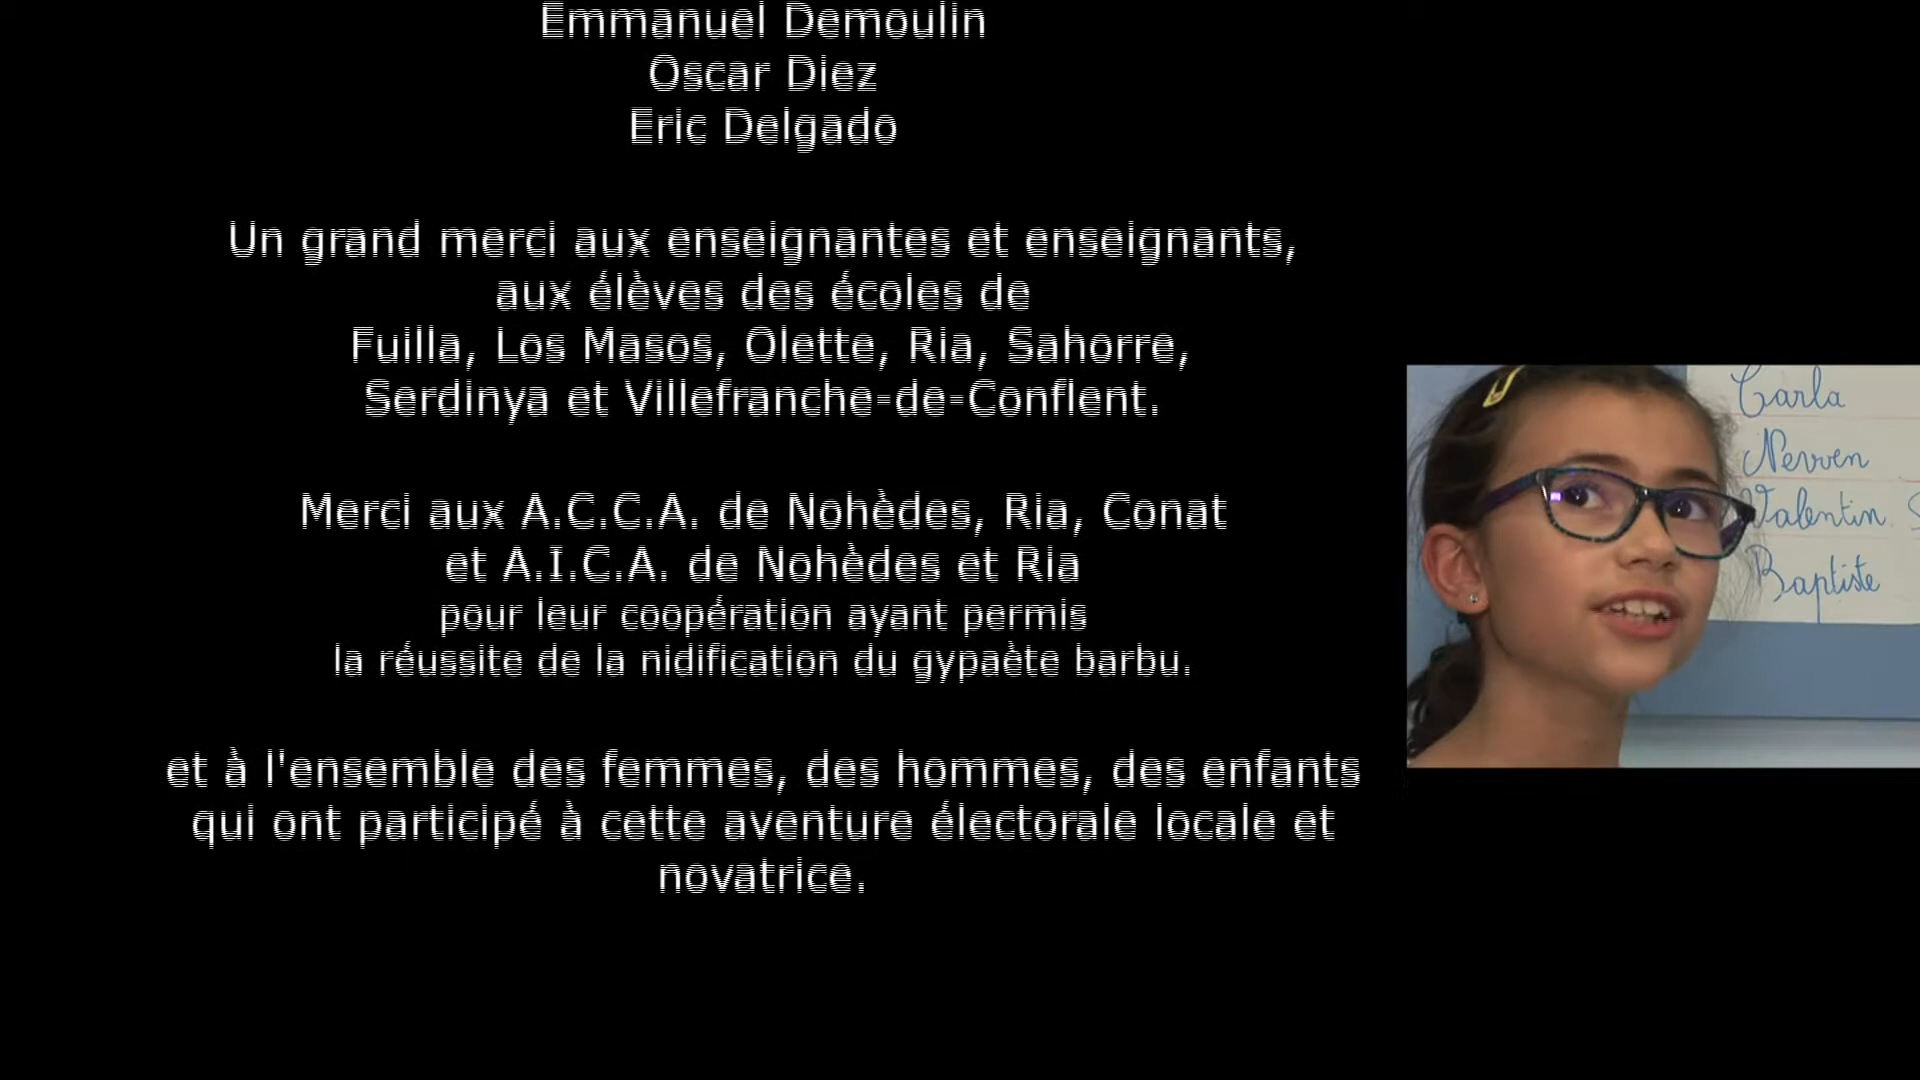 Emmanuel Demoulin
Oscar Diez
Eric Delgado
Un grand merci aux enseignantes et enseignants,
aux élèves des écoles de
Fuilla, Los Masos, Olette, Ria, Sahorre,
Serdinya et Villefranche-de-Conflent.
Merci aux A.C.C.A. de Nohèdes, Ria, Conat
et A.I.C.A. de Nohèdes et Ria
pour leur coopération ayant permis
la réussite de la nidification du gypaète barbu.
et à l'ensemble des femmes, des hommes, des enfants
qui ont participé à cette aventure électorale locale et
novatrice.
Carla
Nevven
Valentin S
Baptiste